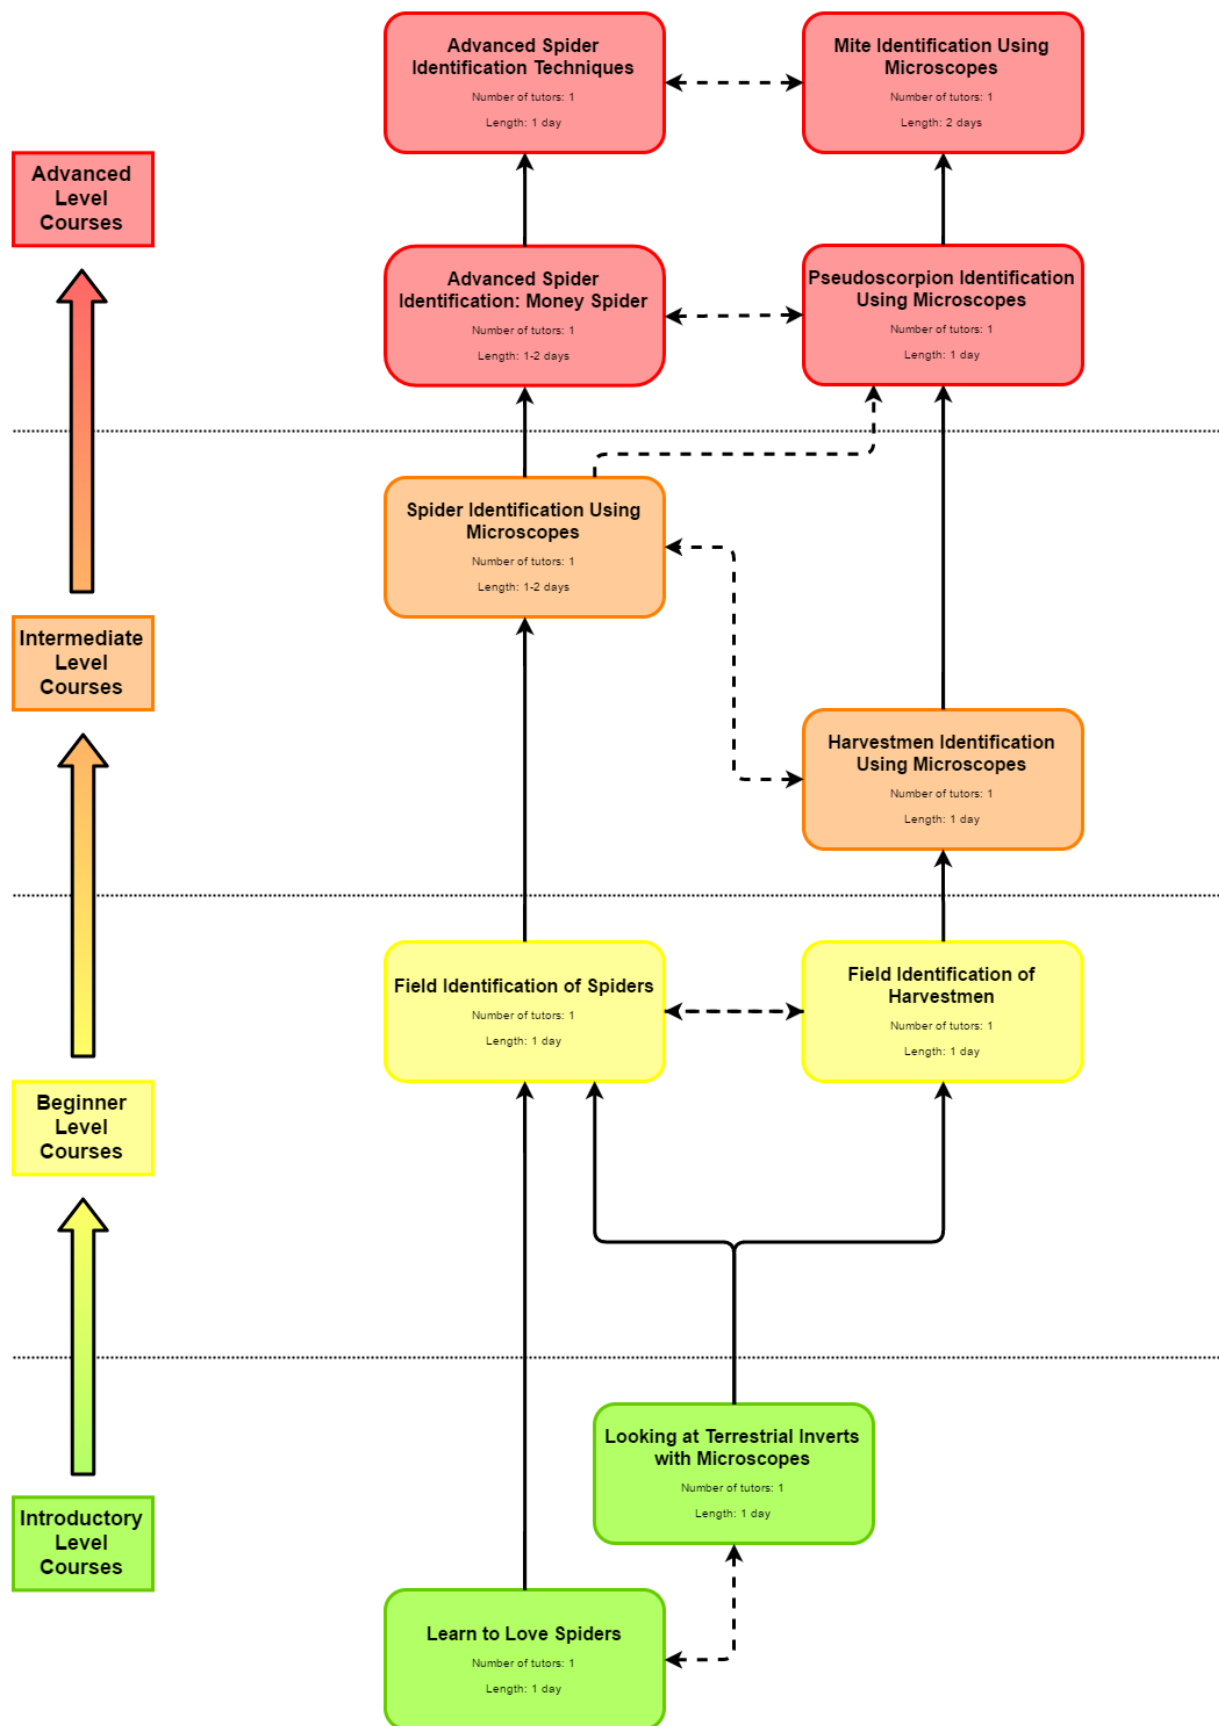 Advanced Spider
Identification Techniques
Number of tutors: 1
Length: 1 day
Mite Identification Using
Microscopes
Number of tutors: 1
Length: 2 days
Advanced
Level
Courses
Advanced Spider
Identification: Money Spider
Number of tutors: 1
Length: 1-2 days
Pseudoscorpion Identification
Using Microscopes
Number of tutors: 1
Length: 1 day
Spider Identification Using
Microscopes
Number of tutors: 1
Length: 1-2 days
Intermediate
Level
Courses
Harvestmen Identification
Using Microscopes
Number of tutors: 1
Length: 1 day
Field Identification of Spiders
Number of tutors: 1
Length: 1 day
Field Identification of
Harvestmen
Number of tutors: 1
Length: 1 day
Beginner
Level
Courses
Looking at Terrestrial Inverts
with Microscopes
Number of tutors: 1
Length: 1 day
Introductory
Level
Courses
Learn to Love Spiders
Number of tutors: 1
Length: 1 day